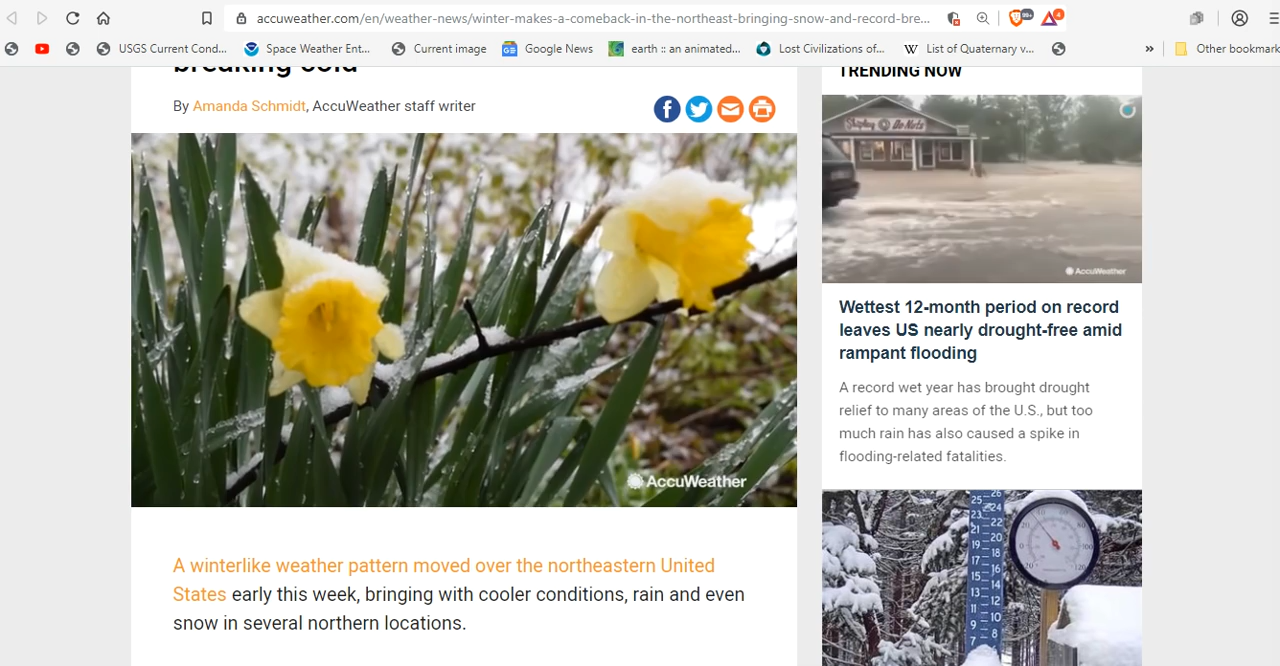 accuweather.com/en/weather-news/winter-makes-a-comeback-in-the-northeast-bringing-snow-and-record-bre...
99+
4
USGS Current Cond...
Space Weather Ent...
Current image
Google News
earth :: an animated...
Lost Civilizations of...
W
List of Quaternary v...
»
Other bookmark
breaking cold
By Amanda Schmidt, AccuWeather staff writer
AccuWeather
A winterlike weather pattern moved over the northeastern United
States early this week, bringing with cooler conditions, rain and even
snow in several northern locations.
TRENDING NOW
AccuWeather
Wettest 12-month period on record
leaves US nearly drought-free amid
rampant flooding
A record wet year has brought drought
relief to many areas of the U.S., but too
much rain has also caused a spike in
flooding-related fatalities.